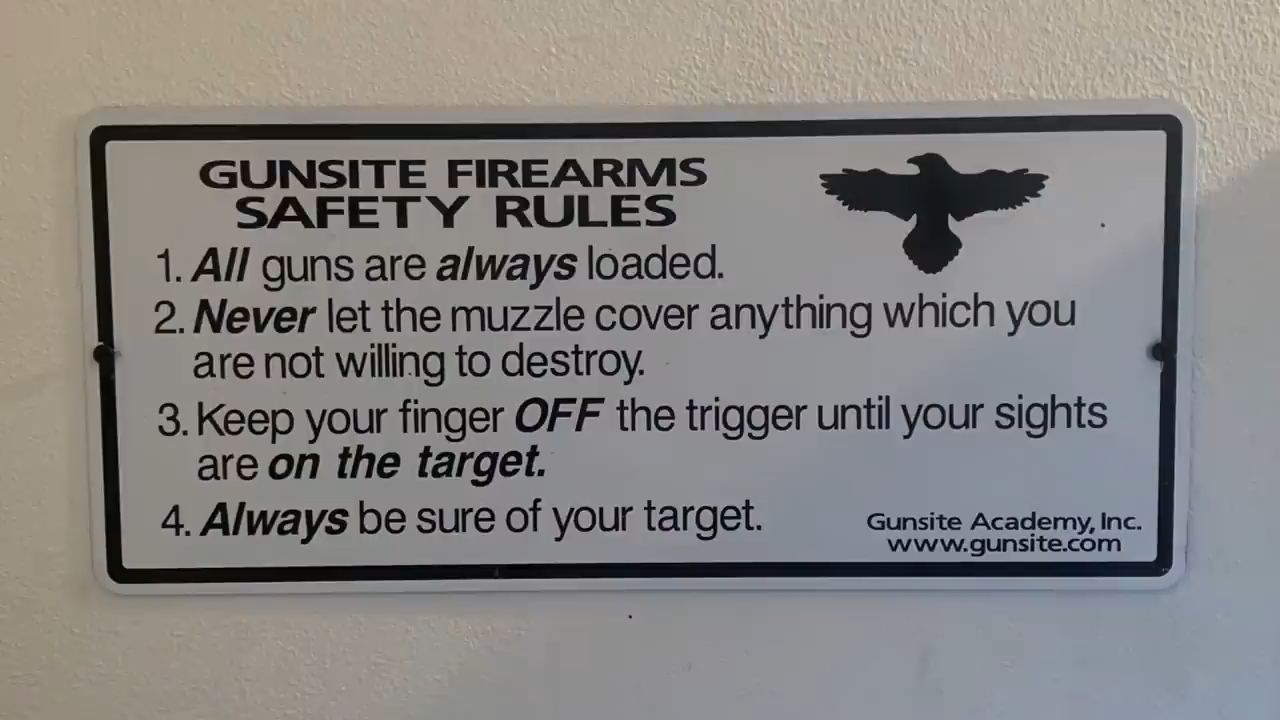 GUNSITE FIREARMS
SAFETY RULES
1. All guns are always loaded.
2. Never let the muzzle cover anything which you
are not willing to destroy.
3. Keep your finger OFF the trigger until your sights
are on the target.
4. Always be sure of your target.
Gunsite Academy, Inc.
www.gunsite.com